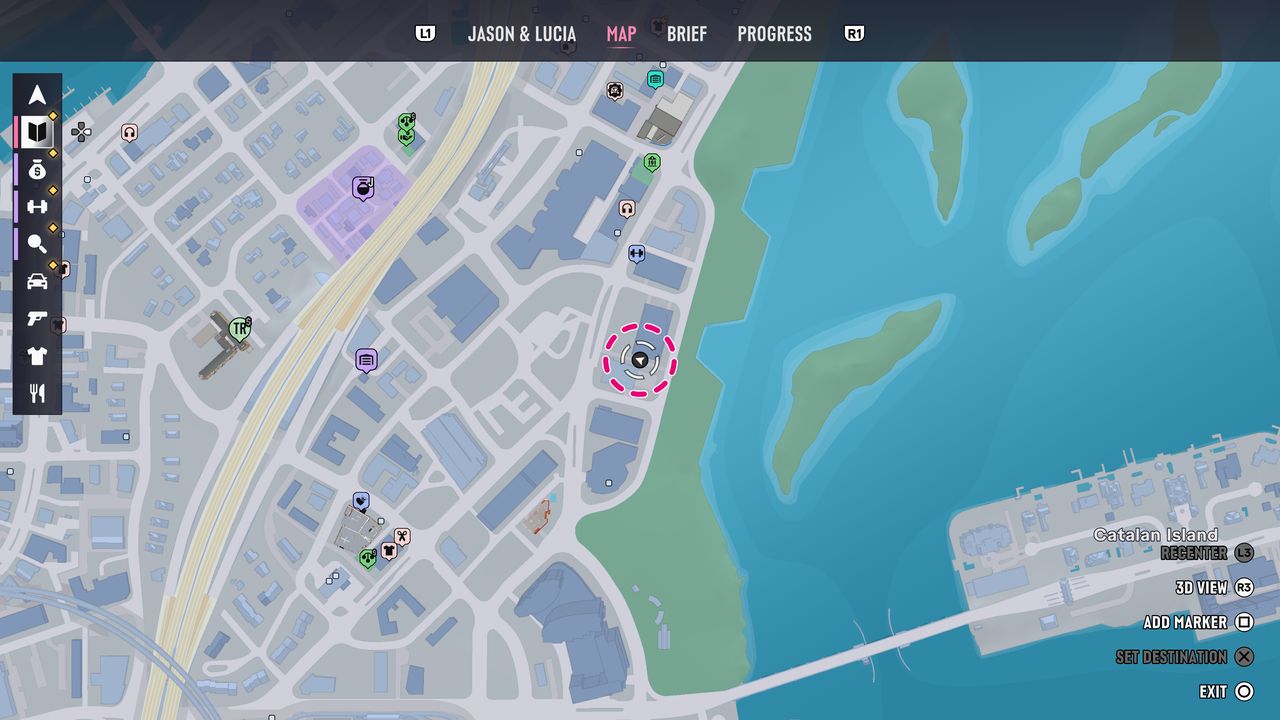 L1 JASON & LUCIA MAP BRIEF PROGRESS R1
TR
Catalan Island
RECENTER L3
3D VIEW R3
ADD MARKER
SET DESTINATION
EXIT